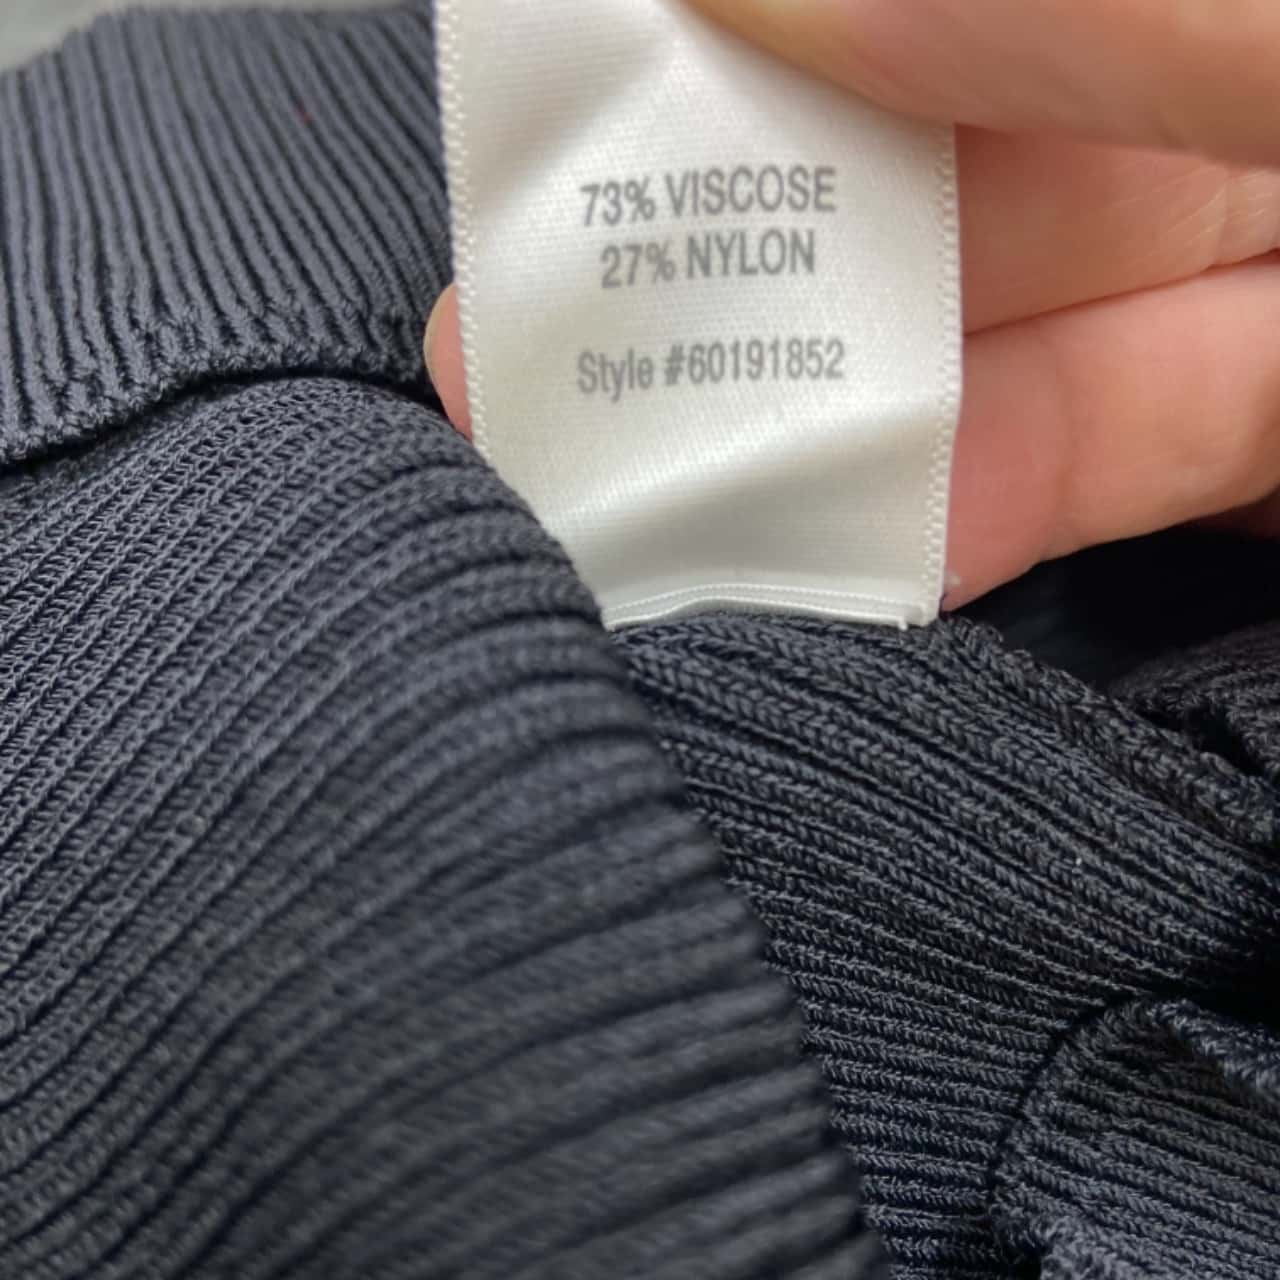 73% VISCOSE
27% NYLON
Style #60191852